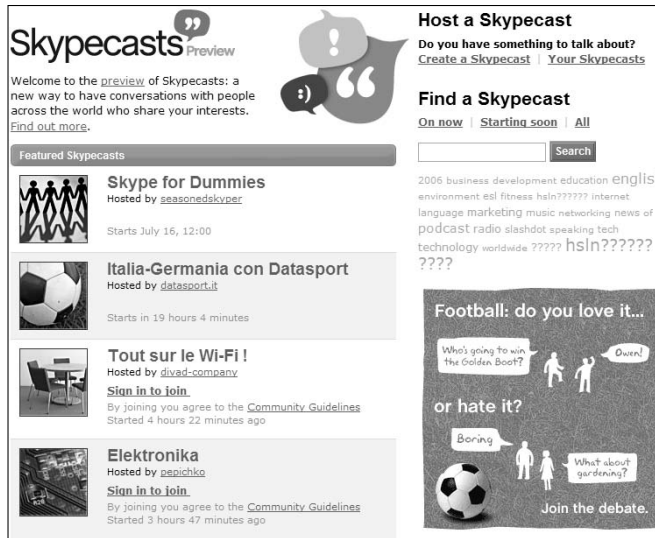 Skypecasts Preview
Welcome to the preview of Skypecasts: a
new way to have conversations with people
across the world who share your interests.
Find out more.
Featured Skypecasts
Skype for Dummies
Hosted by seasonedskyper
Starts July 16, 12:00
Italia-Germania con Datasport
Hosted by datasport.it
Starts in 19 hours 4 minutes
Tout sur le Wi-Fi !
Hosted by divad-company
Sign in to join
By joining you agree to the Community Guidelines
Started 4 hours 22 minutes ago
Elektronika
Hosted by pepichko
Sign in to join
By joining you agree to the Community Guidelines
Started 3 hours 47 minutes ago
Host a Skypecast
Do you have something to talk about?
Create a Skypecast | Your Skypecasts
Find a Skypecast
On now | Starting soon | All
Search
2006 business development education englis
environment esl fitness hsln?????? internet
language marketing music networking news of
podcast radio slashdot speaking tech
technology worldwide ????? hsln??????
????
Football: do you love it...
Who's going to win
the Golden Boot?
Owen!
or hate it?
Boring
What about
gardening?
Join the debate.
!
:)